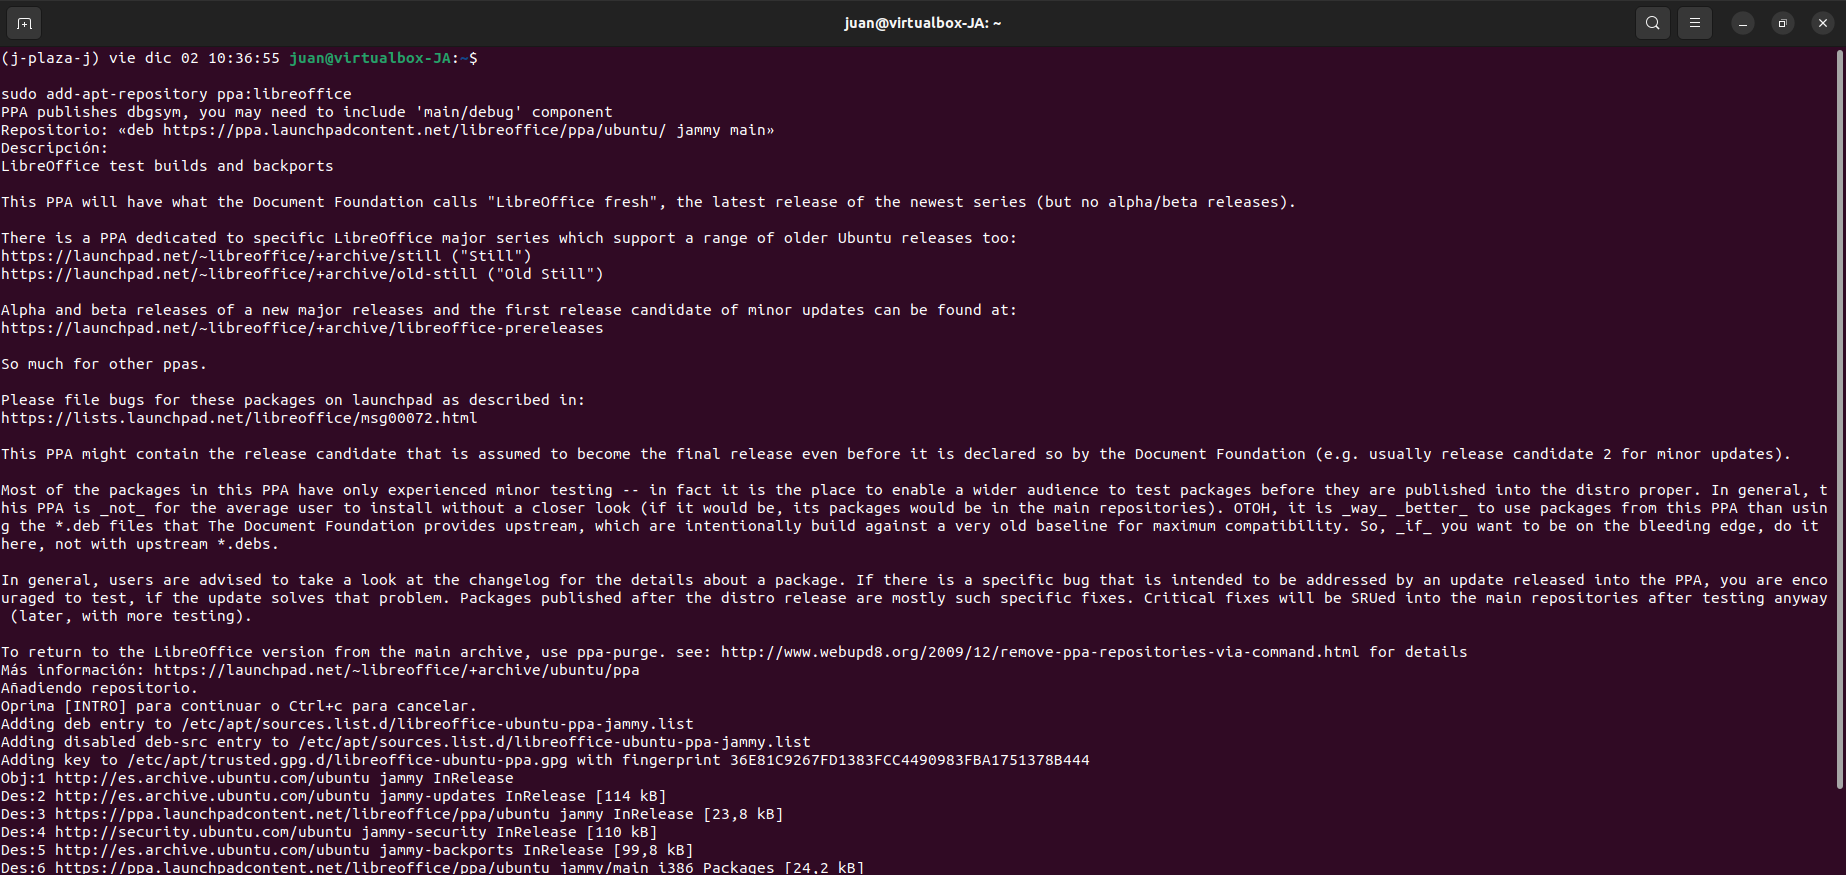 juan@virtualbox-JA: ~
(j-plaza-j) vie dic 02 10:36:55 juan@virtualbox-JA:~$
sudo add-apt-repository ppa:libreoffice
PPA publishes dbgsym, you may need to include 'main/debug' component
Repositorio: «deb https://ppa.launchpadcontent.net/libreoffice/ppa/ubuntu/ jammy main»
Descripción:
LibreOffice test builds and backports
This PPA will have what the Document Foundation calls "LibreOffice fresh", the latest release of the newest series (but no alpha/beta releases).
There is a PPA dedicated to specific LibreOffice major series which support a range of older Ubuntu releases too:
https://launchpad.net/~libreoffice/+archive/still ("Still")
https://launchpad.net/~libreoffice/+archive/old-still ("Old Still")
Alpha and beta releases of a new major releases and the first release candidate of minor updates can be found at:
https://launchpad.net/~libreoffice/+archive/libreoffice-prereleases
So much for other ppas.
Please file bugs for these packages on launchpad as described in:
https://lists.launchpad.net/libreoffice/msg00072.html
This PPA might contain the release candidate that is assumed to become the final release even before it is declared so by the Document Foundation (e.g. usually release candidate 2 for minor updates).
Most of the packages in this PPA have only experienced minor testing -- in fact it is the place to enable a wider audience to test packages before they are published into the distro proper. In general, t
his PPA is _not_ for the average user to install without a closer look (if it would be, its packages would be in the main repositories). OTOH, it is _way_ _better_ to use packages from this PPA than usin
g the *.deb files that The Document Foundation provides upstream, which are intentionally build against a very old baseline for maximum compatibility. So, _if_ you want to be on the bleeding edge, do it
here, not with upstream *.debs.
In general, users are advised to take a look at the changelog for the details about a package. If there is a specific bug that is intended to be addressed by an update released into the PPA, you are enco
uraged to test, if the update solves that problem. Packages published after the distro release are mostly such specific fixes. Critical fixes will be SRUed into the main repositories after testing anyway
(later, with more testing).
To return to the LibreOffice version from the main archive, use ppa-purge. see: http://www.webupd8.org/2009/12/remove-ppa-repositories-via-command.html for details
Más información: https://launchpad.net/~libreoffice/+archive/ubuntu/ppa
Añadiendo repositorio.
Oprima [INTRO] para continuar o Ctrl+c para cancelar.
Adding deb entry to /etc/apt/sources.list.d/libreoffice-ubuntu-ppa-jammy.list
Adding disabled deb-src entry to /etc/apt/sources.list.d/libreoffice-ubuntu-ppa-jammy.list
Adding key to /etc/apt/trusted.gpg.d/libreoffice-ubuntu-ppa.gpg with fingerprint 36E81C9267FD1383FCC4490983FBA1751378B444
Obj:1 http://es.archive.ubuntu.com/ubuntu jammy InRelease
Des:2 http://es.archive.ubuntu.com/ubuntu jammy-updates InRelease [114 kB]
Des:3 https://ppa.launchpadcontent.net/libreoffice/ppa/ubuntu jammy InRelease [23,8 kB]
Des:4 http://security.ubuntu.com/ubuntu jammy-security InRelease [110 kB]
Des:5 http://es.archive.ubuntu.com/ubuntu jammy-backports InRelease [99,8 kB]
Des:6 https://ppa.launchpadcontent.net/libreoffice/ppa/ubuntu jammy/main i386 Packages [24,2 kB]